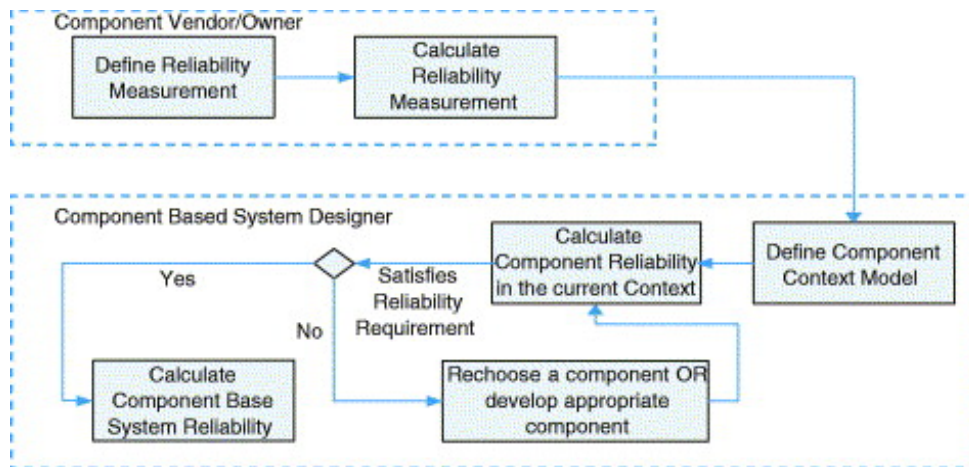 Component Vendor/Owner
Define Reliability
Measurement
Calculate
Reliability
Measurement
Component Based System Designer
Calculate
Component Reliability
in the current Context
Define Component
Context Model
Yes
Satisfies
Reliability
Requirement
No
Calculate
Component Base
System Reliability
Rechoose a component OR
develop appropriate
component